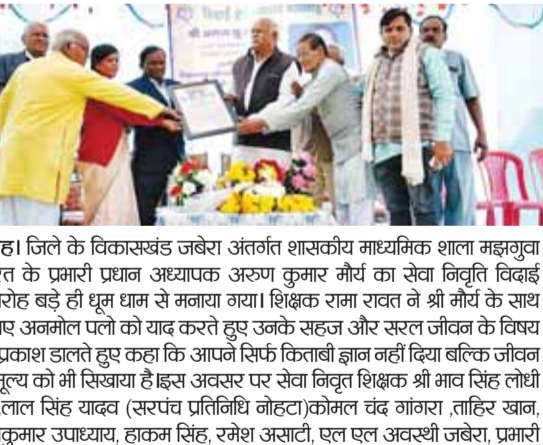 विदाई
श्री अरुण कु
ह। जिले के विकासखंड जबेरा अंतर्गत शासकीय माध्यमिक शाला मझगुवा
रत के प्रभारी प्रधान अध्यापक अरुण कुमार मौर्य का सेवा निवृति विदाई
रोह बड़े ही धूम धाम से मनाया गया। शिक्षक रामा रावत ने श्री मौर्य के साथ
ए अनमोल पलो को याद करते हुए उनके सहज और सरल जीवन के विषय
प्रकाश डालते हुए कहा कि आपने सिर्फ किताबी ज्ञान नहीं दिया बल्कि जीवन
मूल्य को भी सिखाया है।इस अवसर पर सेवा निवृत शिक्षक श्री भाव सिंह लोधी
लाल सिंह यादव (सरपंच प्रतिनिधि नोहटा)कोमल चंद गांगरा ,ताहिर खान,
कुमार उपाध्याय, हाकम सिंह, रमेश असाटी, एल एल अवस्थी जबेरा, प्रभारी